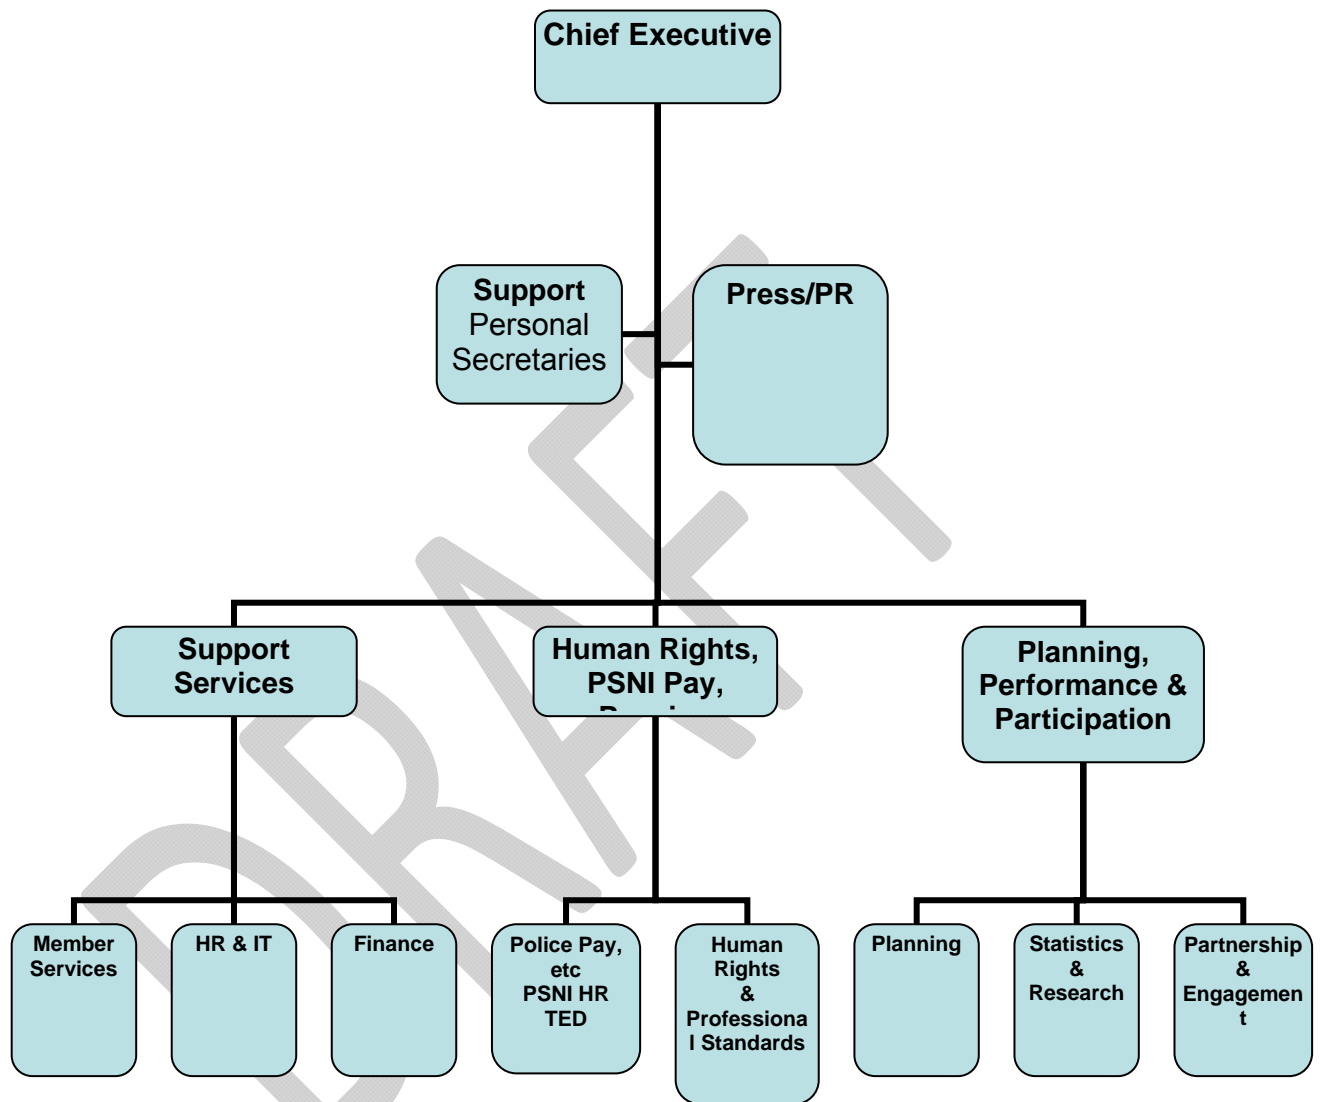 Chief Executive
Support
Personal
Secretaries
Press/PR
Support
Services
Human Rights,
PSNI Pay,
Planning,
Performance &
Participation
Member
Services
HR & IT
Finance
Police Pay,
etc
PSNI HR
TED
Human
Rights
&
Professiona
l Standards
Planning
Statistics
&
Research
Partnership
&
Engagemen
t
DRAFT